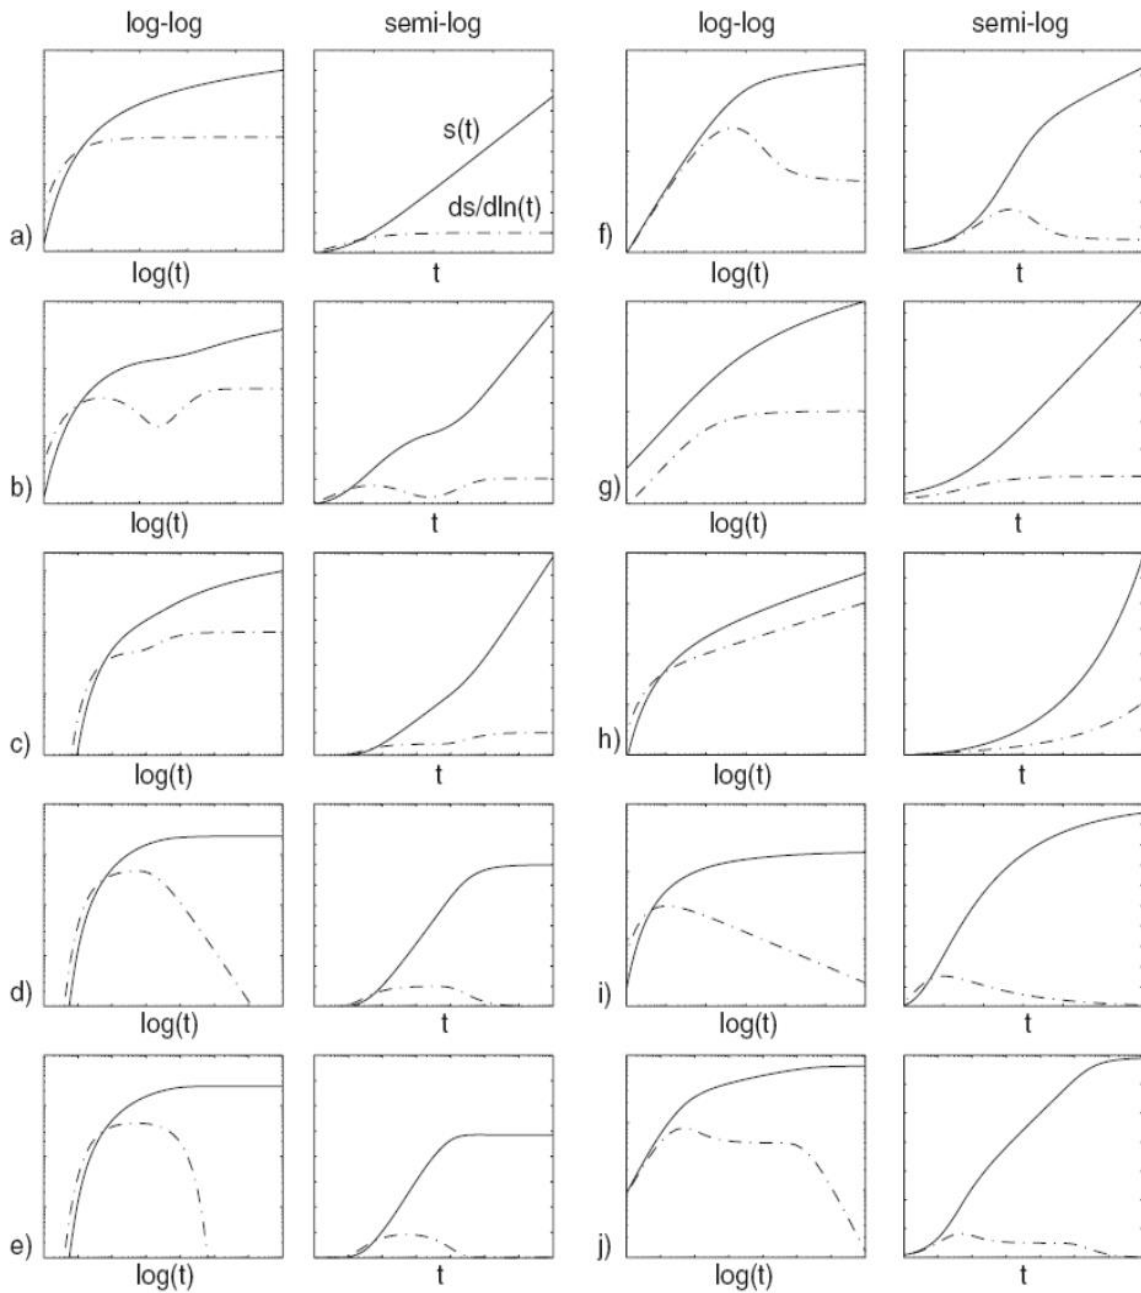 log-log semi-log log-log semi-log
s(t)
ds/dln(t)
a) f)
log(t) t log(t) t
b) g)
log(t) t log(t) t
c) h)
log(t) t log(t) t
d) i)
log(t) t log(t) t
e) j)
log(t) t log(t) t